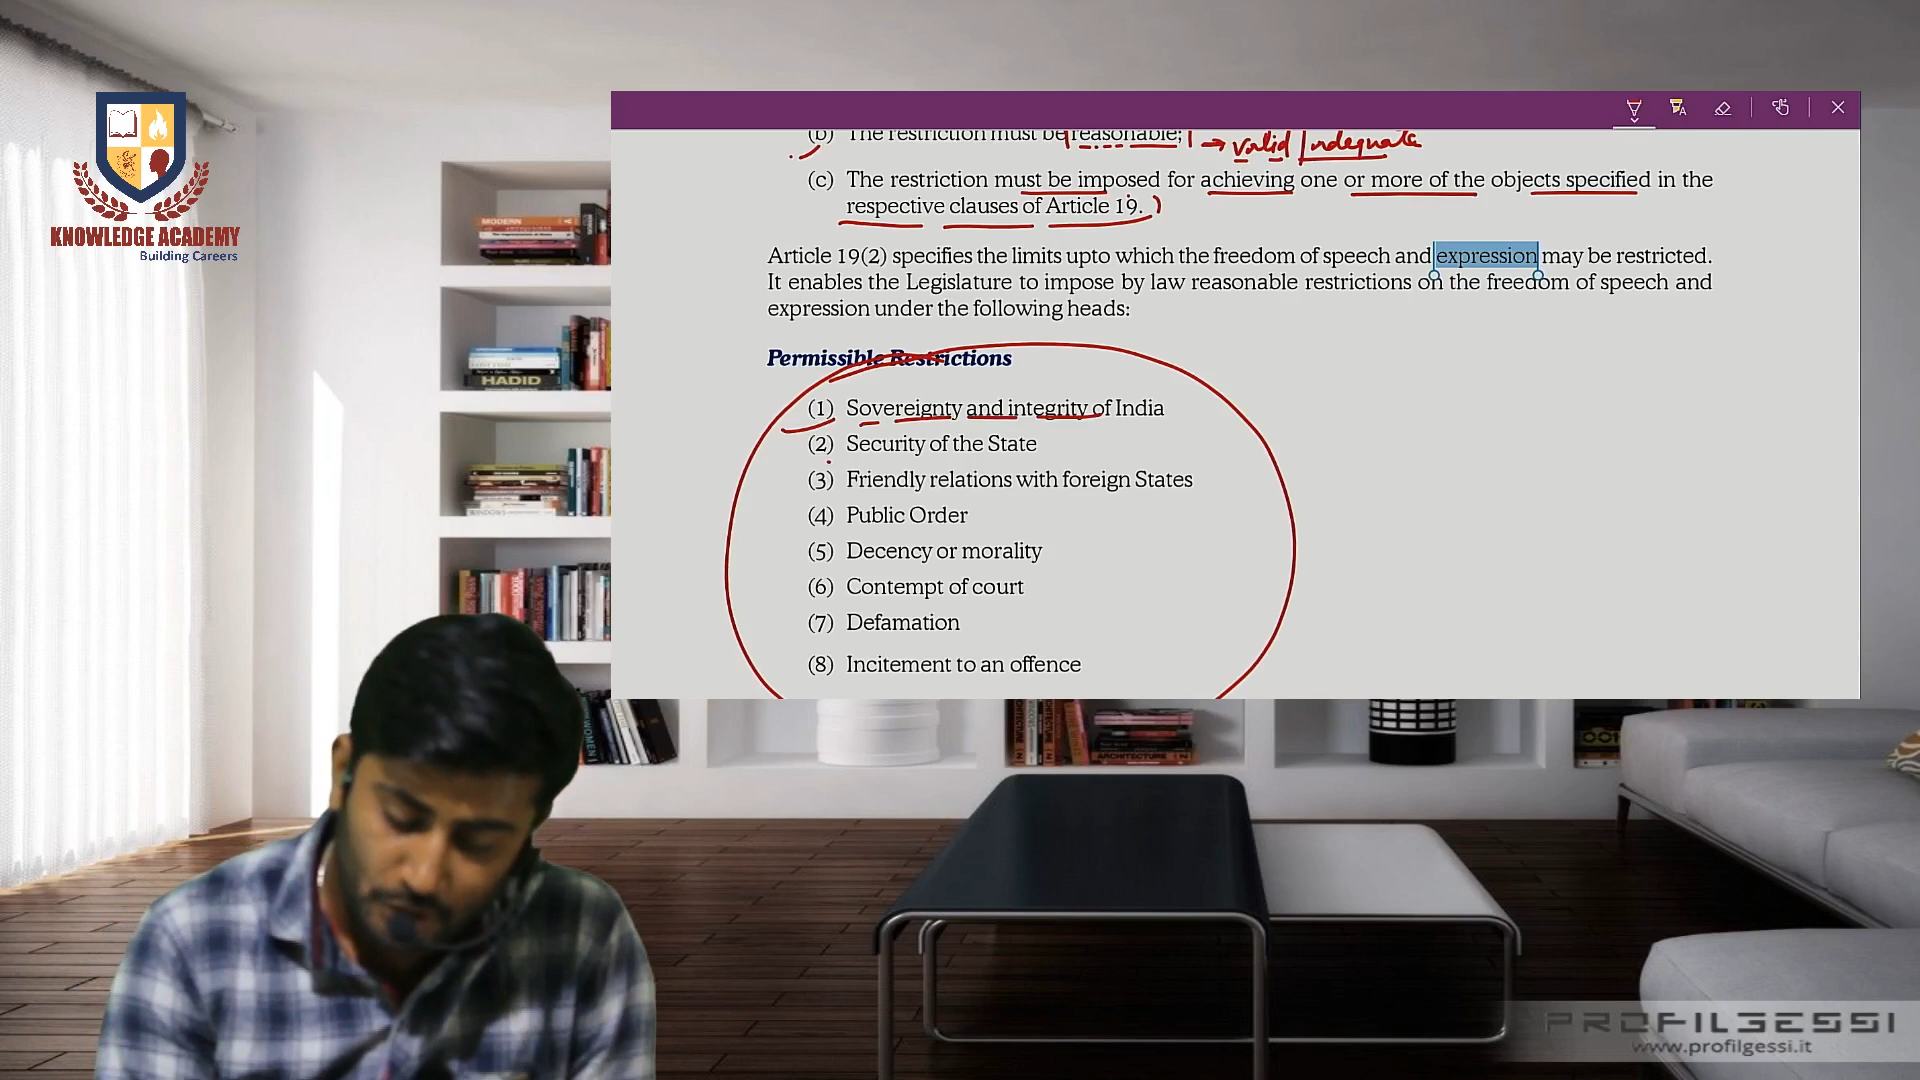 KNOWLEDGE ACADEMY
Building Careers
(b) The restriction must be reasonable; → valid
(c) The restriction must be imposed for achieving one or more of the objects specified in the
respective clauses of Article 19.
Article 19(2) specifies the limits upto which the freedom of speech and expression may be restricted.
It enables the Legislature to impose by law reasonable restrictions on the freedom of speech and
expression under the following heads:
Permissible Restrictions
(1) Sovereignty and integrity of India
(2) Security of the State
(3) Friendly relations with foreign States
(4) Public Order
(5) Decency or morality
(6) Contempt of court
(7) Defamation
(8) Incitement to an offence
MODERN
HADID
WOMEN
ARCHITECTURE
PROFILGESSI
www.profilgessi.it